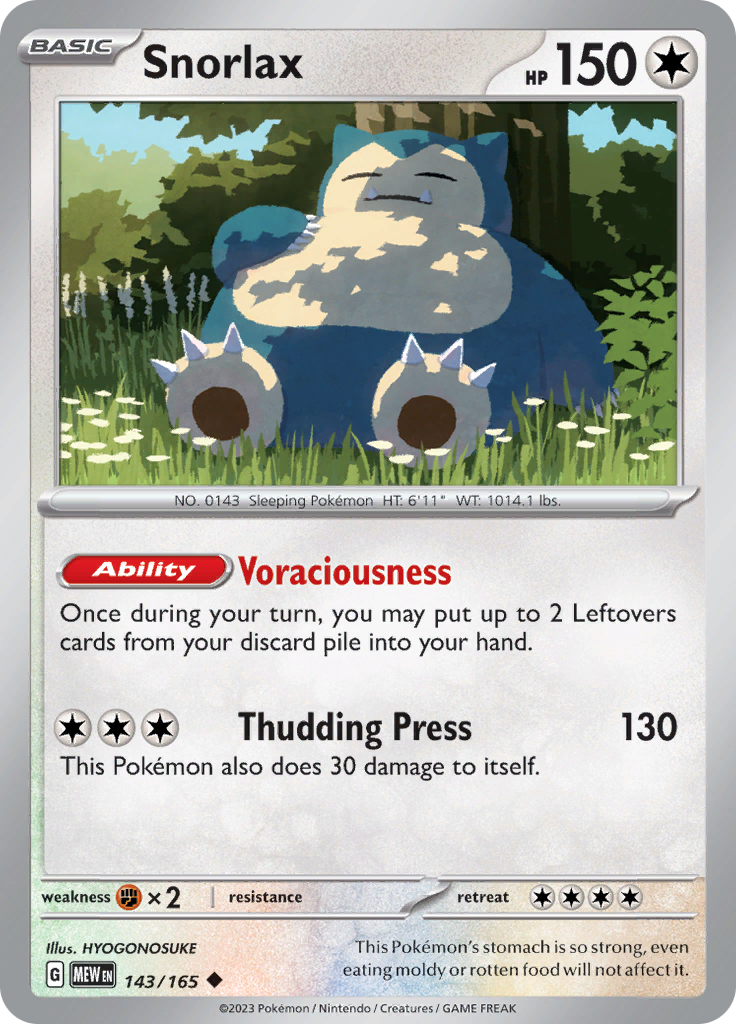 BASIC
Snorlax
HP 150
NO. 0143 Sleeping Pokémon HT: 6'11" WT: 1014.1 lbs.
Ability Voraciousness
Once during your turn, you may put up to 2 Leftovers
cards from your discard pile into your hand.
Thudding Press 130
This Pokémon also does 30 damage to itself.
weakness ×2 resistance retreat
Illus. HYOGONOSUKE
G MEW EN 143/165
This Pokémon's stomach is so strong, even
eating moldy or rotten food will not affect it.
©2023 Pokémon / Nintendo / Creatures / GAME FREAK